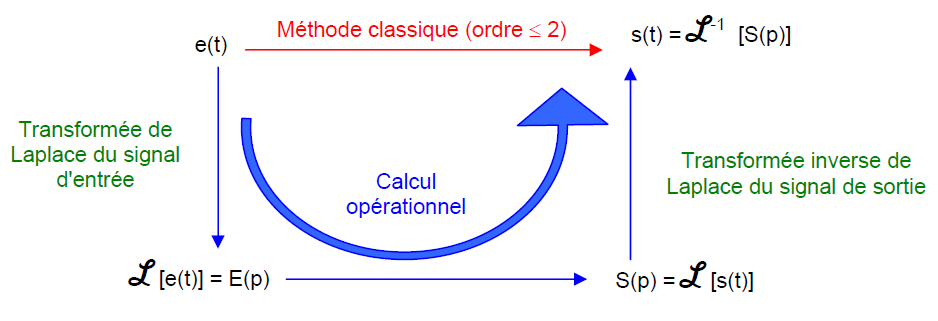 Méthode classique (ordre ≤ 2)
e(t)
s(t) = ℒ⁻¹ [S(p)]
Transformée de
Laplace du signal
d'entrée
Calcul
opérationnel
Transformée inverse de
Laplace du signal de sortie
ℒ [e(t)] = E(p)
S(p) = ℒ [s(t)]